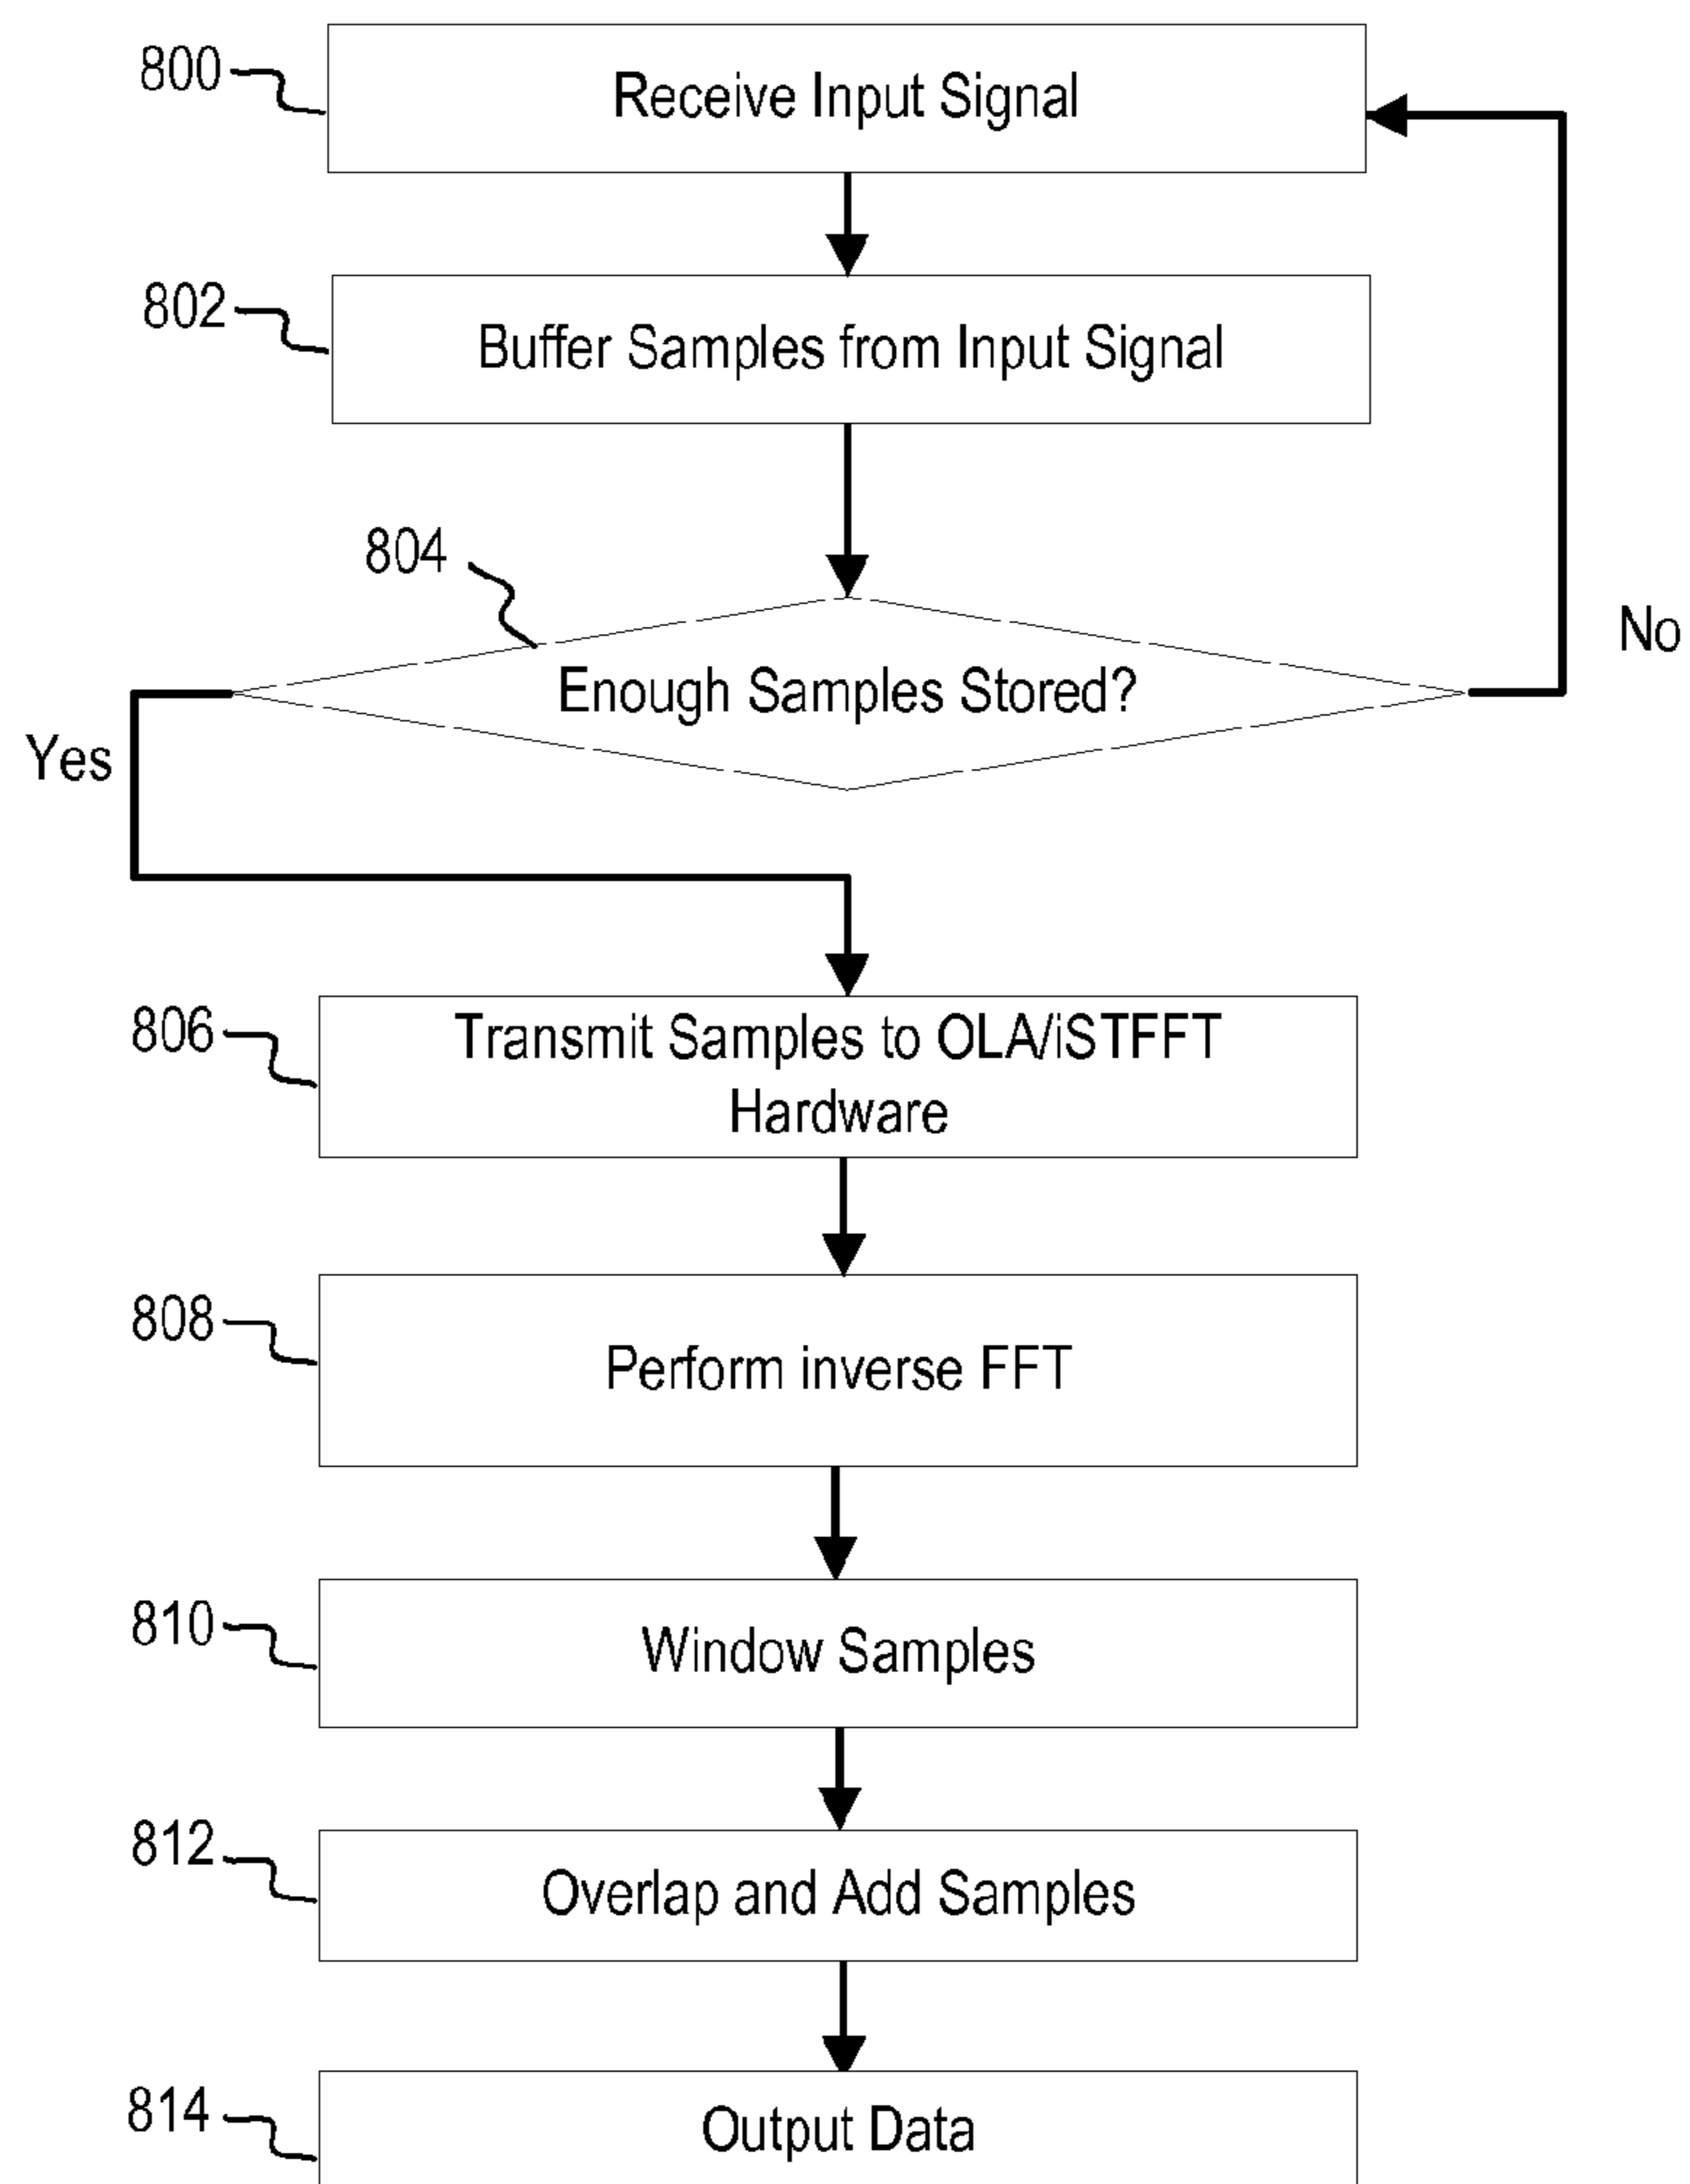 800
Receive Input Signal
802
Buffer Samples from Input Signal
804
No
Enough Samples Stored?
Yes
806
Transmit Samples to OLA/iSTFFT
Hardware
808
Perform inverse FFT
810
Window Samples
812
Overlap and Add Samples
814
Output Data